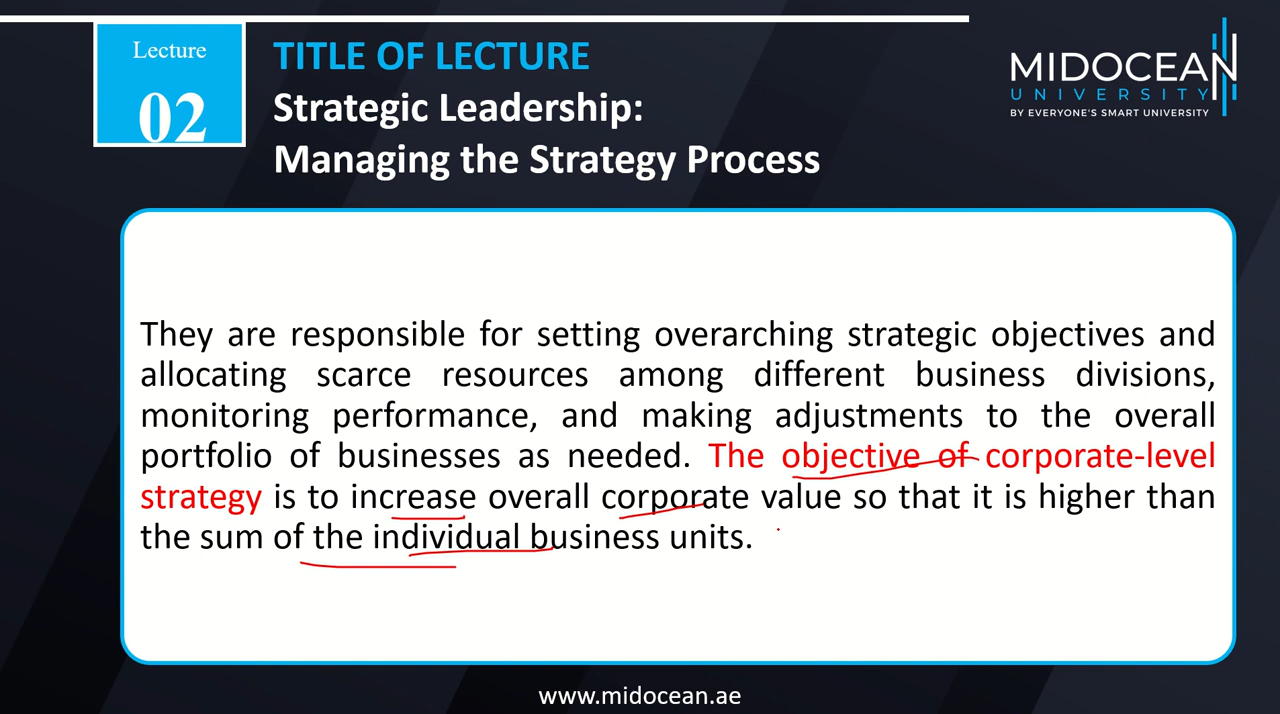 Lecture
02
TITLE OF LECTURE
Strategic Leadership:
Managing the Strategy Process
MIDOCEAN
UNIVERSITY
BY EVERYONE'S SMART UNIVERSITY
They are responsible for setting overarching strategic objectives and
allocating scarce resources among different business divisions,
monitoring performance, and making adjustments to the overall
portfolio of businesses as needed. The objective of corporate-level
strategy is to increase overall corporate value so that it is higher than
the sum of the individual business units.
www.midocean.ae